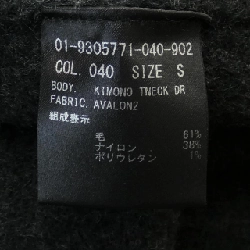 01-9305771-040-902
COL. 040 SIZE S
BODY. KIMONO TNECK DR
FABRIC. AVALON2
組成表示
毛 61%
ナイロン 38%
ポリウレタン 1%